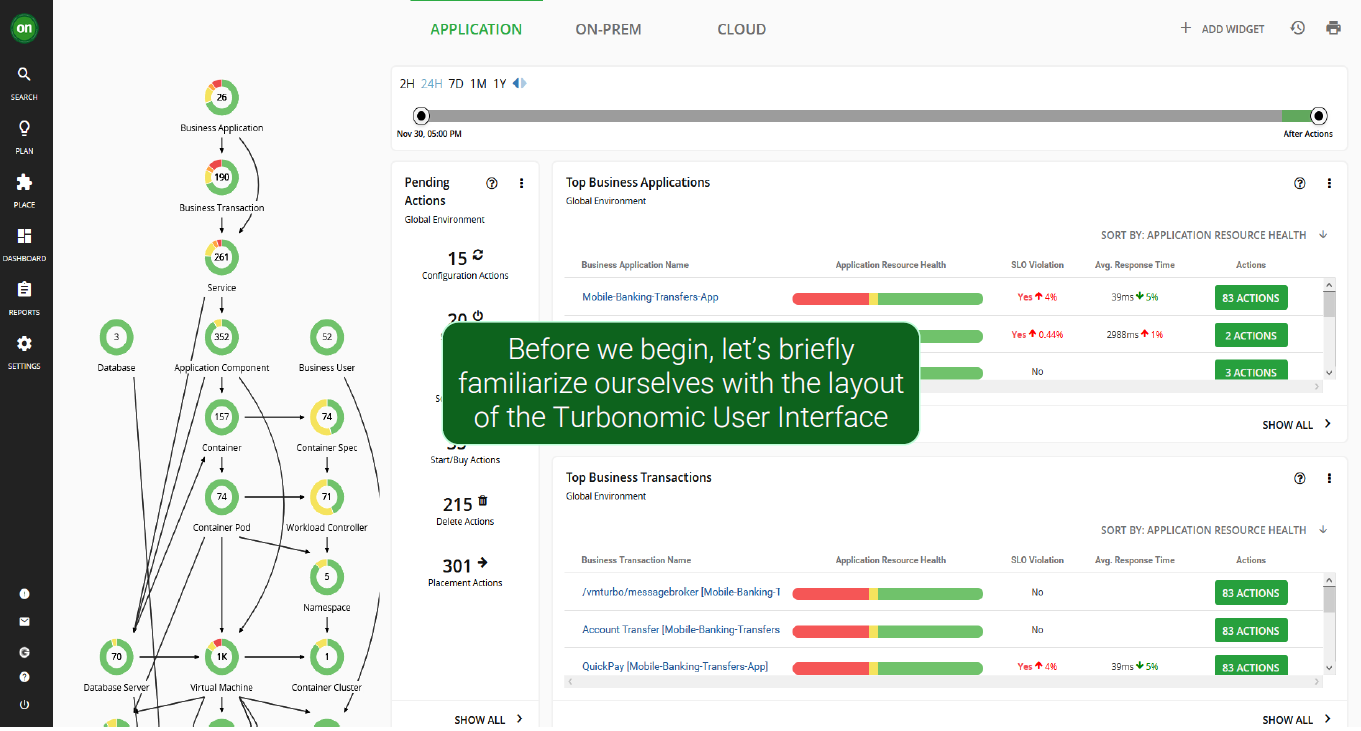 on
SEARCH
PLAN
PLACE
DASHBOARD
REPORTS
SETTINGS
26
Business Application
190
Business Transaction
261
Service
3
Database
352
Application Component
52
Business User
157
Container
74
Container Spec
74
Container Pod
71
Workload Controller
5
Namespace
70
Database Server
1K
Virtual Machine
1
Container Cluster
APPLICATION
ON-PREM
CLOUD
+ ADD WIDGET
2H 24H 7D 1M 1Y
Nov 30, 05:00 PM
After Actions
Pending
Actions
Global Environment
15
Configuration Actions
20
Start/Buy Actions
215
Delete Actions
301
Placement Actions
SHOW ALL
Before we begin, let’s briefly
familiarize ourselves with the layout
of the Turbonomic User Interface
Top Business Applications
Global Environment
SORT BY: APPLICATION RESOURCE HEALTH
Business Application Name Application Resource Health SLO Violation Avg. Response Time Actions
Mobile-Banking-Transfers-App Yes 4% 39ms 5% 83 ACTIONS
Yes 0.44% 2988ms 1% 2 ACTIONS
No 3 ACTIONS
SHOW ALL
Top Business Transactions
Global Environment
SORT BY: APPLICATION RESOURCE HEALTH
Business Transaction Name Application Resource Health SLO Violation Avg. Response Time Actions
/vmturbo/messagebroker [Mobile-Banking-T No 83 ACTIONS
Account Transfer [Mobile-Banking-Transfers No 83 ACTIONS
QuickPay [Mobile-Banking-Transfers-App] Yes 4% 39ms 5% 83 ACTIONS
SHOW ALL